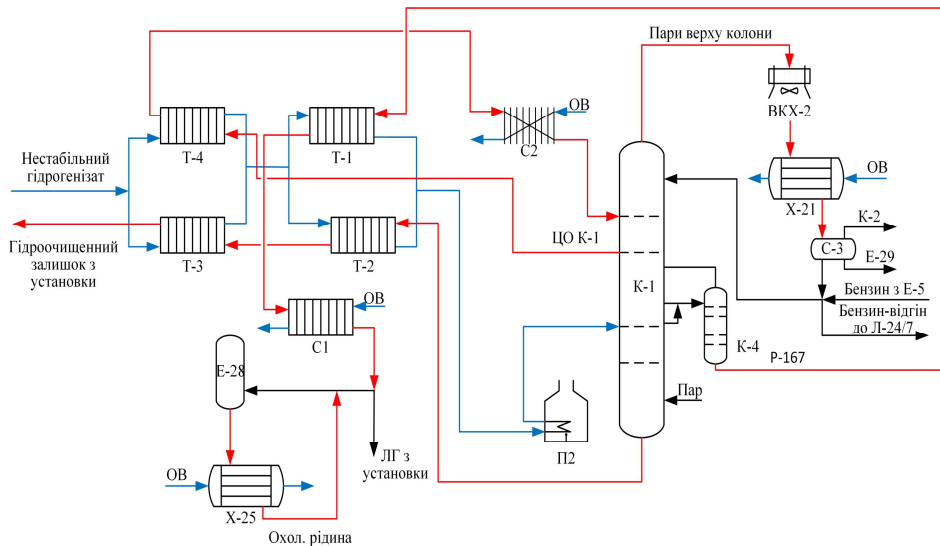 Пари верху колони
ВКХ-2
ОВ
С2
Т-4
Т-1
Нестабільний
гідрогенізат
ОВ
Х-21
К-2
С-3
Е-29
ЦО К-1
Гідроочищенний
залишок з
установки
Т-3
Т-2
К-1
Бензин з Е-5
Бензин-відгін
до Л-24/7
ОВ
С1
К-4
Р-167
Е-28
Пар
ЛГ з
установки
П2
ОВ
Х-25
Охол. рідина